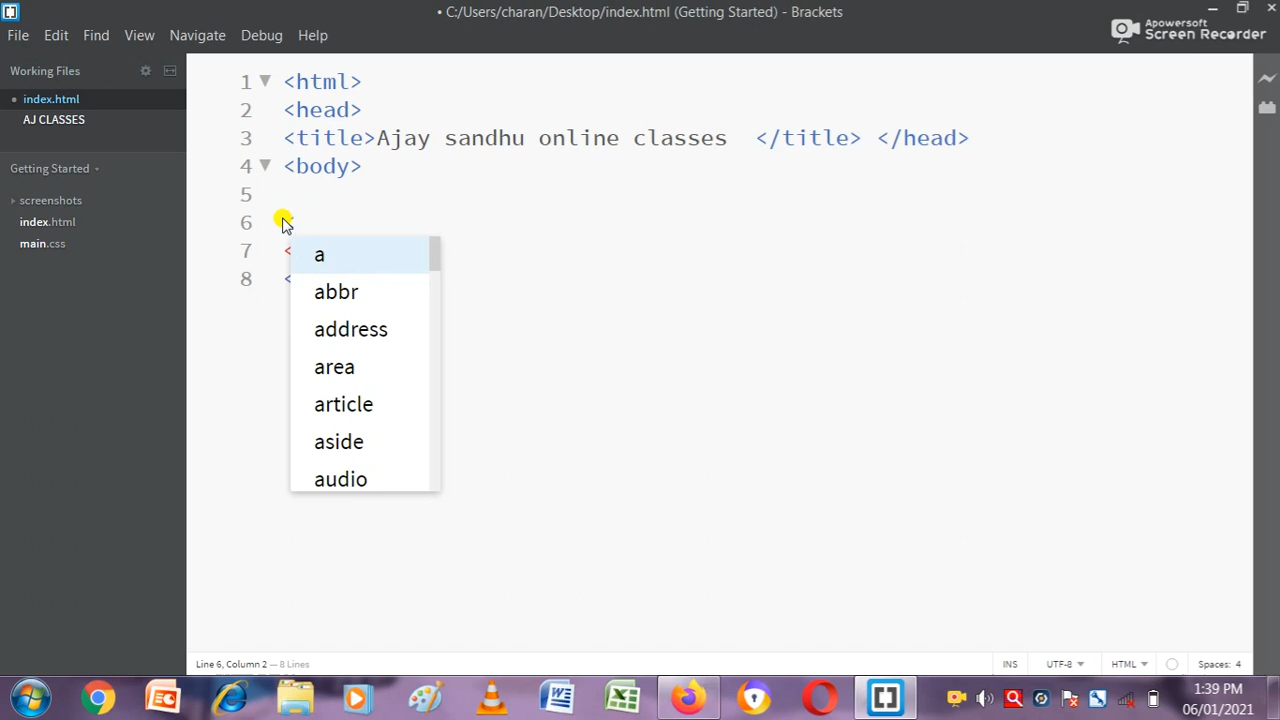 • C:/Users/charan/Desktop/index.html (Getting Started) - Brackets
File Edit Find View Navigate Debug Help
Apowersoft
Screen Recorder
Working Files
index.html
AJ CLASSES
Getting Started
screenshots
index.html
main.css
1 <html>
2 <head>
3 <title>Ajay sandhu online classes </title> </head>
4 <body>
5
6
7 <
8 <
a
abbr
address
area
article
aside
audio
Line 6, Column 2 — 8 Lines
INS UTF-8 HTML Spaces: 4
1:39 PM
06/01/2021